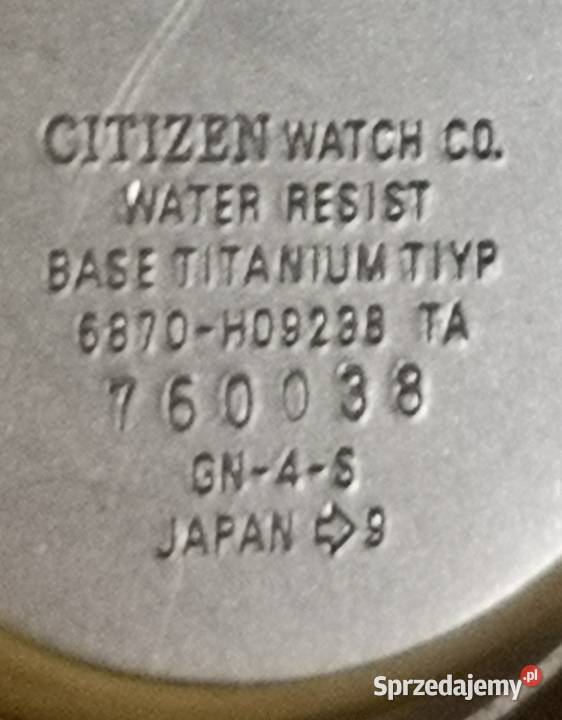 CITIZEN WATCH CO.
WATER RESIST
BASE TITANIUM TIYP
6870-H09238 TA
760038
GN-4-S
JAPAN ⇨9
Sprzedajemy.pl